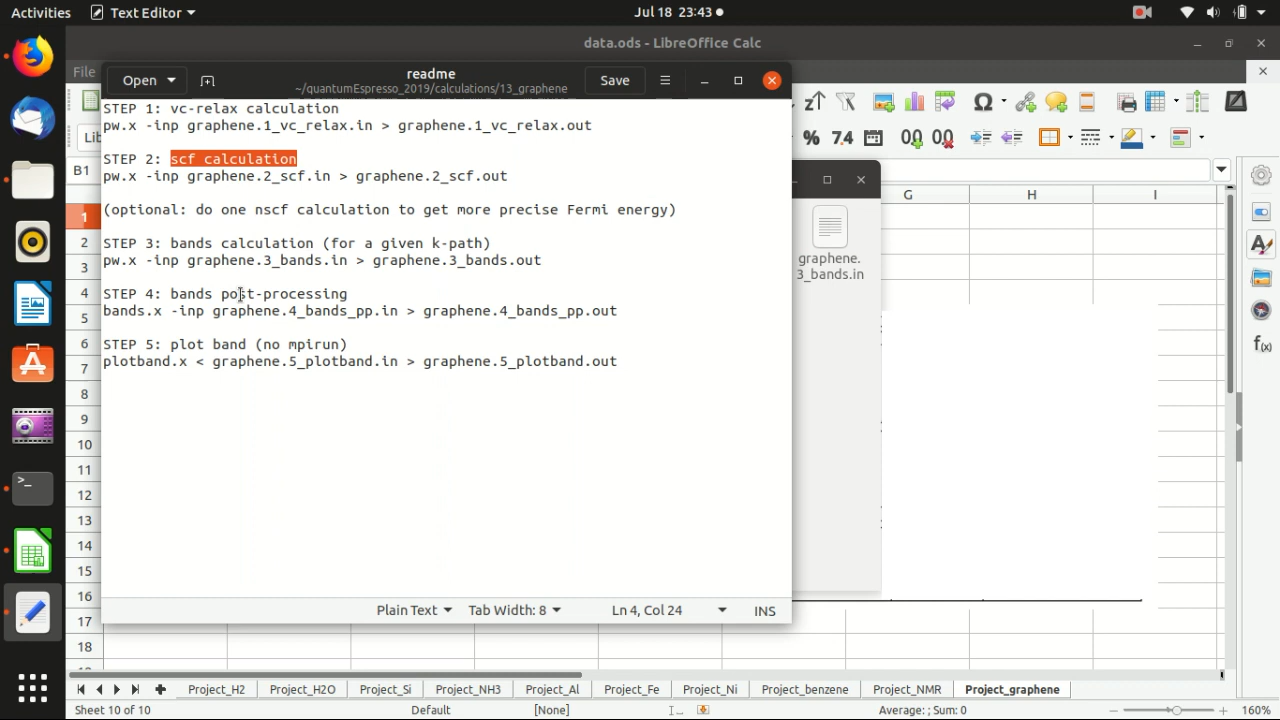 Activities
Text Editor
Jul 18 23:43
data.ods - LibreOffice Calc
File
Open
readme
~/quantumEspresso_2019/calculations/13_graphene
Save
STEP 1: vc-relax calculation
pw.x -inp graphene.1_vc_relax.in > graphene.1_vc_relax.out
STEP 2: scf calculation
pw.x -inp graphene.2_scf.in > graphene.2_scf.out
(optional: do one nscf calculation to get more precise Fermi energy)
STEP 3: bands calculation (for a given k-path)
pw.x -inp graphene.3_bands.in > graphene.3_bands.out
STEP 4: bands post-processing
bands.x -inp graphene.4_bands_pp.in > graphene.4_bands_pp.out
STEP 5: plot band (no mpirun)
plotband.x < graphene.5_plotband.in > graphene.5_plotband.out
Plain Text
Tab Width: 8
Ln 4, Col 24
INS
Lib
% 7.4
B1
G H I
graphene.
3_bands.in
1
2
3
4
5
6
7
8
9
10
11
12
13
14
15
16
17
18
Project_H2 Project_H2O Project_Si Project_NH3 Project_Al Project_Fe Project_Ni Project_benzene Project_NMR Project_graphene
Sheet 10 of 10
Default
[None]
Average: ; Sum: 0
160%